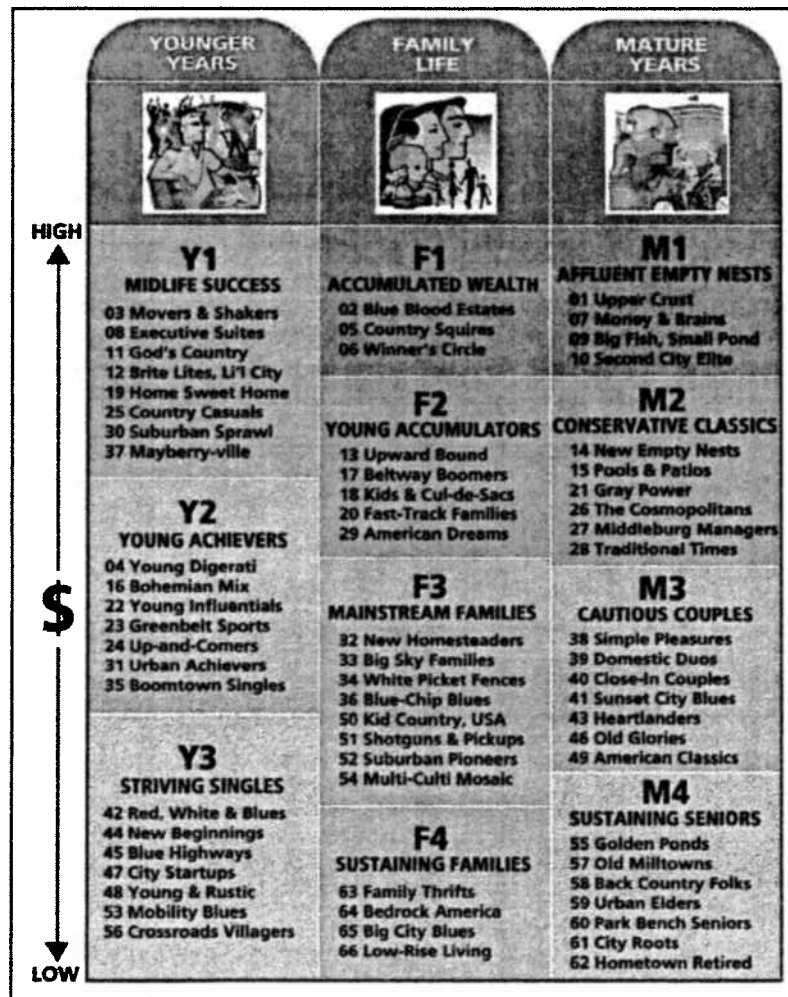 YOUNGER
YEARS
FAMILY
LIFE
MATURE
YEARS
HIGH
$
LOW
Y1
MIDLIFE SUCCESS
03 Movers & Shakers
08 Executive Suites
11 God's Country
12 Brite Lites, Li'l City
19 Home Sweet Home
25 Country Casuals
30 Suburban Sprawl
37 Mayberry-ville
Y2
YOUNG ACHIEVERS
04 Young Digerati
16 Bohemian Mix
22 Young Influentials
23 Greenbelt Sports
24 Up-and-Comers
31 Urban Achievers
35 Boomtown Singles
Y3
STRIVING SINGLES
42 Red, White & Blues
44 New Beginnings
45 Blue Highways
47 City Startups
48 Young & Rustic
53 Mobility Blues
56 Crossroads Villagers
F1
ACCUMULATED WEALTH
02 Blue Blood Estates
05 Country Squires
06 Winner's Circle
F2
YOUNG ACCUMULATORS
13 Upward Bound
17 Beltway Boomers
18 Kids & Cul-de-Sacs
20 Fast-Track Families
29 American Dreams
F3
MAINSTREAM FAMILIES
32 New Homesteaders
33 Big Sky Families
34 White Picket Fences
36 Blue-Chip Blues
50 Kid Country, USA
51 Shotguns & Pickups
52 Suburban Pioneers
54 Multi-Culti Mosaic
F4
SUSTAINING FAMILIES
63 Family Thrifts
64 Bedrock America
65 Big City Blues
66 Low-Rise Living
M1
AFFLUENT EMPTY NESTS
01 Upper Crust
07 Money & Brains
09 Big Fish, Small Pond
10 Second City Elite
M2
CONSERVATIVE CLASSICS
14 New Empty Nests
15 Pools & Patios
21 Gray Power
26 The Cosmopolitans
27 Middleburg Managers
28 Traditional Times
M3
CAUTIOUS COUPLES
38 Simple Pleasures
39 Domestic Duos
40 Close-In Couples
41 Sunset City Blues
43 Heartlanders
46 Old Glories
49 American Classics
M4
SUSTAINING SENIORS
55 Golden Ponds
57 Old Milltowns
58 Back Country Folks
59 Urban Elders
60 Park Bench Seniors
61 City Roots
62 Hometown Retired